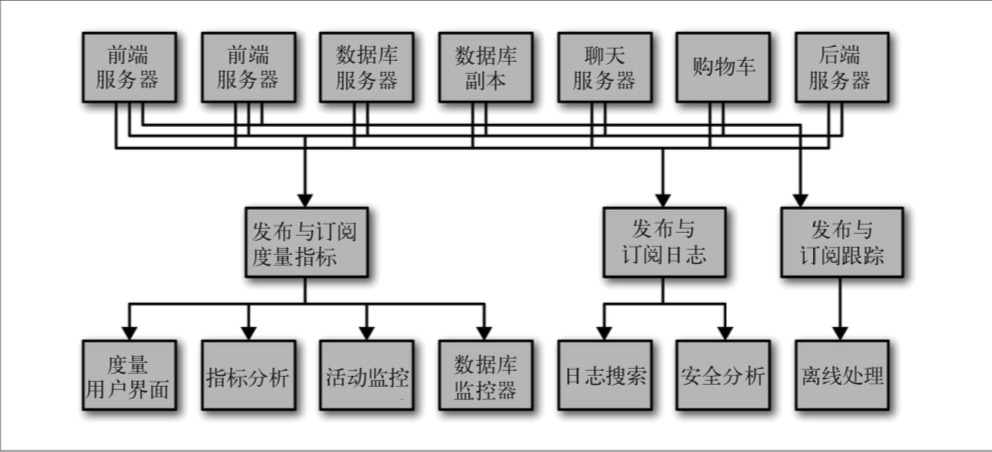 前端
服务器
前端
服务器
数据库
服务器
数据库
副本
聊天
服务器
购物车
后端
服务器
发布与订阅
度量指标
发布与
订阅日志
发布与
订阅跟踪
度量
用户界面
指标分析
活动监控
数据库
监控器
日志搜索
安全分析
离线处理